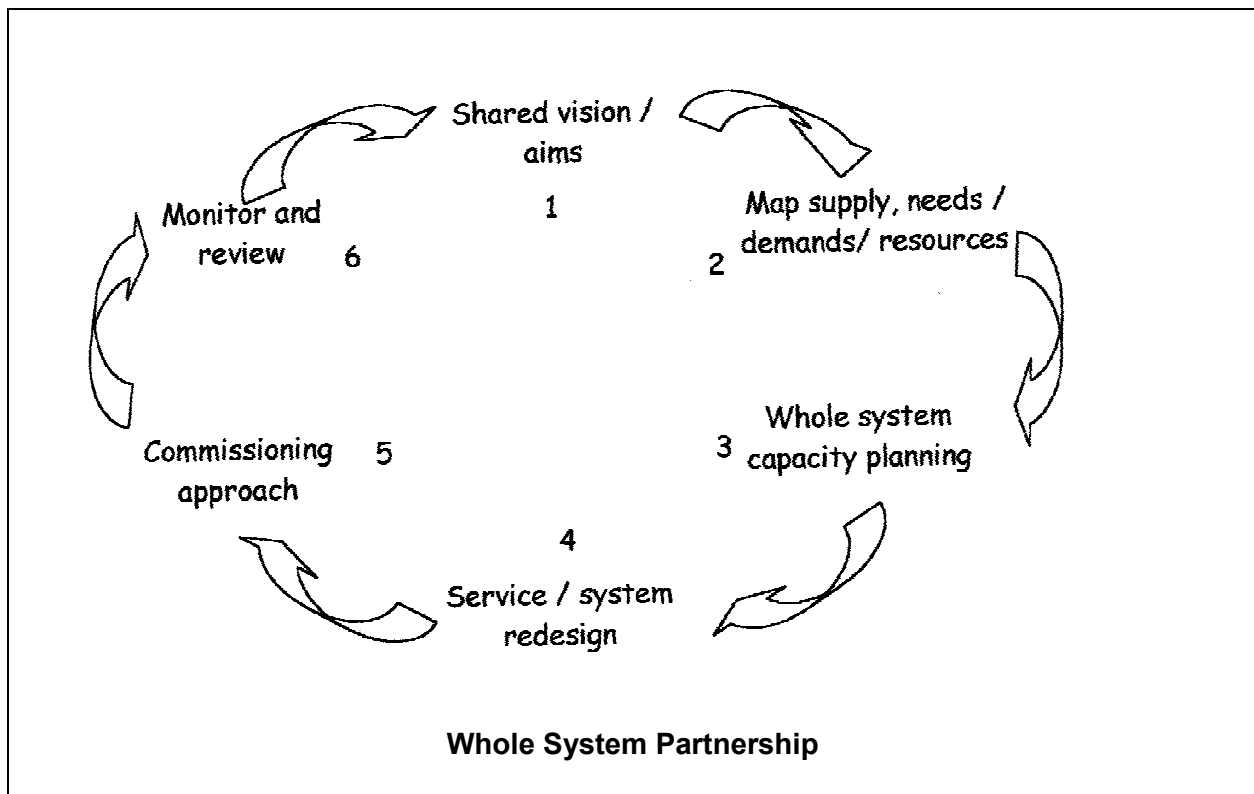 Shared vision /
aims
1
Map supply, needs /
demands/ resources
2
Whole system
3
capacity planning
4
Service / system
redesign
Commissioning
5
approach
Monitor and
review
6
Whole System Partnership